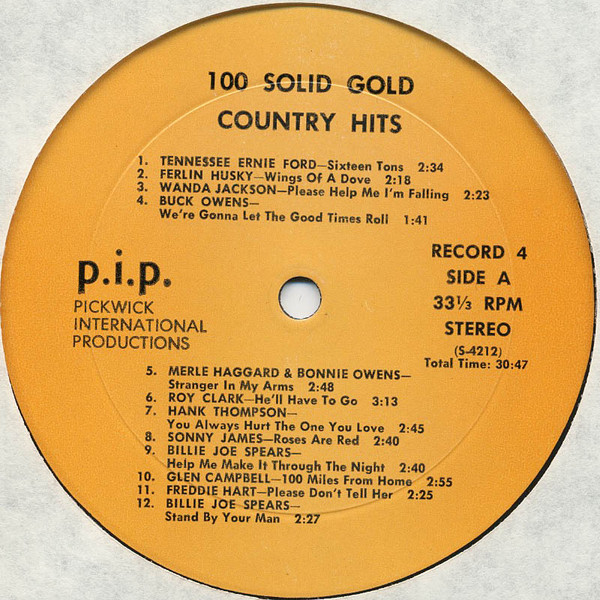 100 SOLID GOLD
COUNTRY HITS
1. TENNESSEE ERNIE FORD—Sixteen Tons 2:34
2. FERLIN HUSKY—Wings Of A Dove 2:18
3. WANDA JACKSON—Please Help Me I'm Falling 2:23
4. BUCK OWENS—
We're Gonna Let The Good Times Roll 1:41
p.i.p.
PICKWICK
INTERNATIONAL
PRODUCTIONS
RECORD 4
SIDE A
33⅓ RPM
STEREO
(S-4212)
Total Time: 30:47
5. MERLE HAGGARD & BONNIE OWENS—
Stranger In My Arms 2:48
6. ROY CLARK—He'll Have To Go 3:13
7. HANK THOMPSON—
You Always Hurt The One You Love 2:45
8. SONNY JAMES—Roses Are Red 2:40
9. BILLIE JOE SPEARS—
Help Me Make It Through The Night 2:40
10. GLEN CAMPBELL—100 Miles From Home 2:55
11. FREDDIE HART—Please Don't Tell Her 2:25
12. BILLIE JOE SPEARS—
Stand By Your Man 2:27